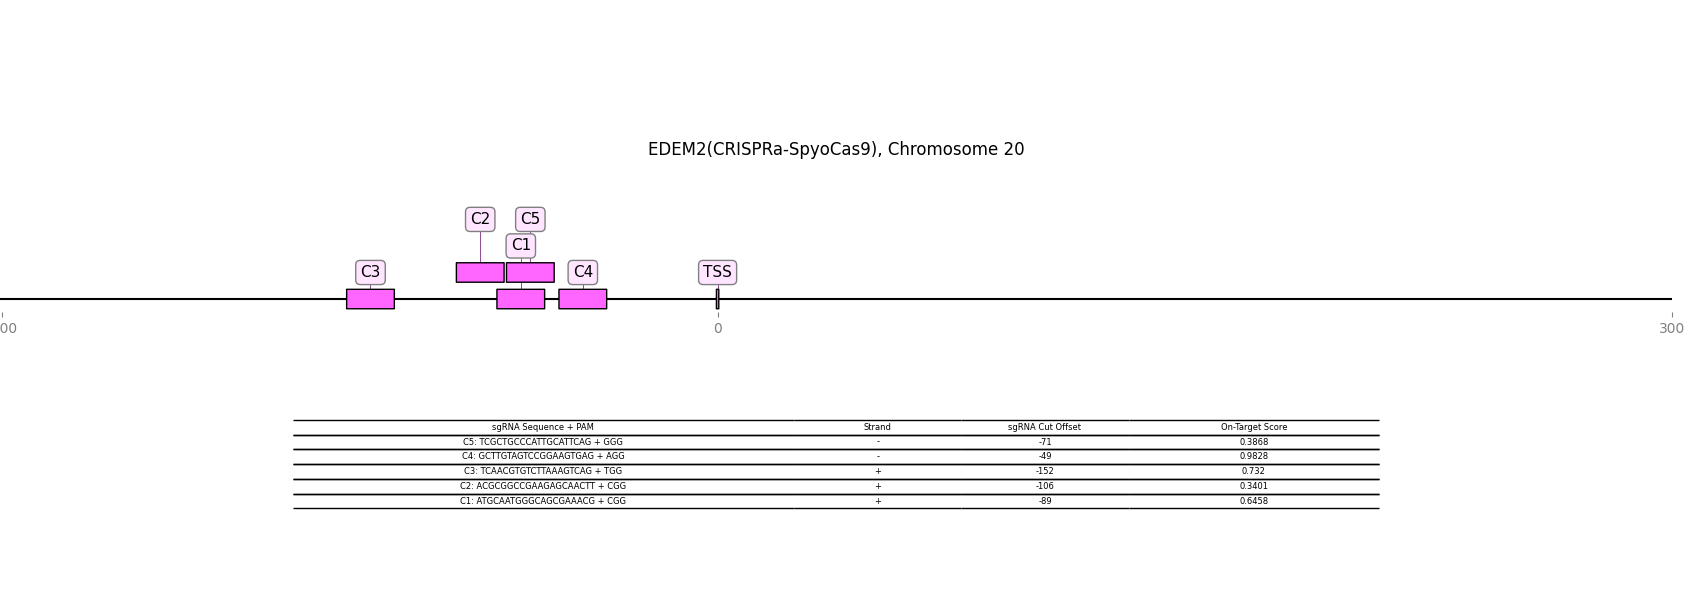 EDEM2(CRISPRa-SpyoCas9), Chromosome 20
C2 C5
C1
C3 C4 TSS
00 0 300
sgRNA Sequence + PAM Strand sgRNA Cut Offset On-Target Score
C5: TCGCTGCCCATTGCATTCAG + GGG - -71 0.3868
C4: GCTTGTAGTCCGGAAGTGAG + AGG - -49 0.9828
C3: TCAACGTGTCTTAAAGTCAG + TGG + -152 0.732
C2: ACGCGGCCGAAGAGCAACTT + CGG + -106 0.3401
C1: ATGCAATGGGCAGCGAAACG + CGG + -89 0.6458